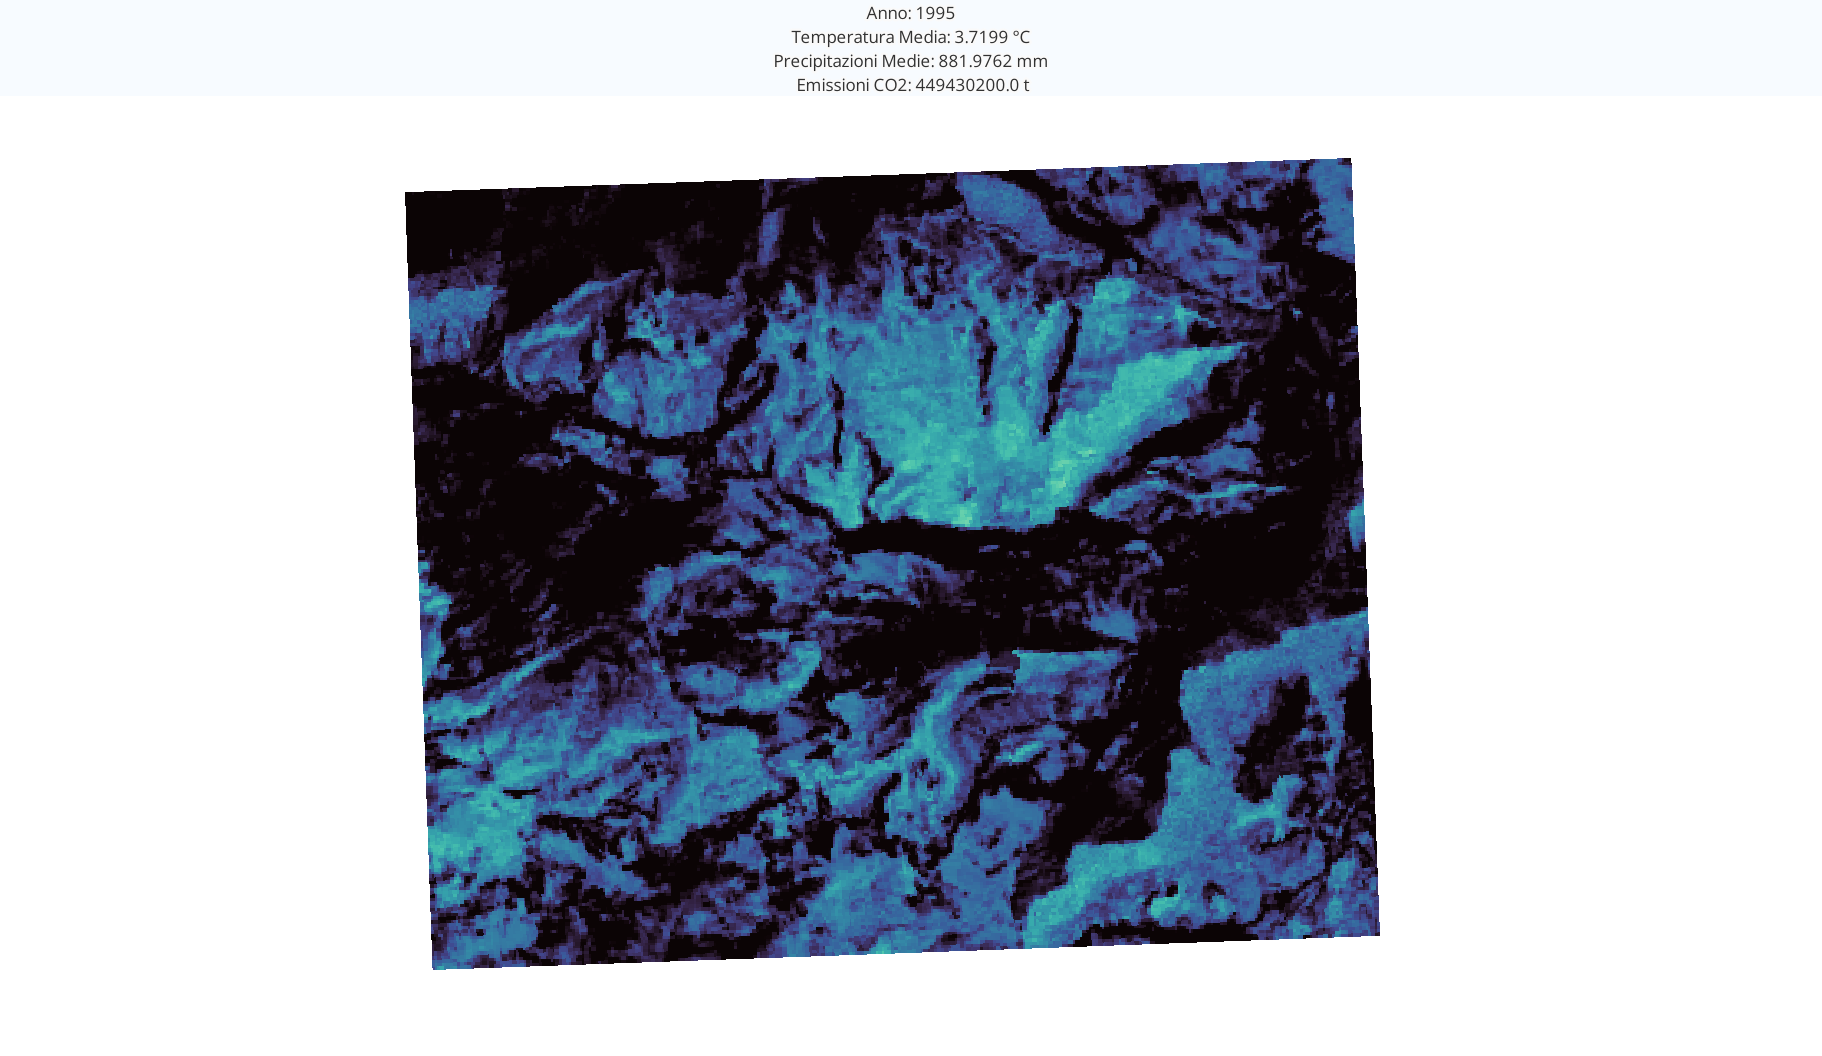 Anno: 1995
Temperatura Media: 3.7199 °C
Precipitazioni Medie: 881.9762 mm
Emissioni CO2: 449430200.0 t